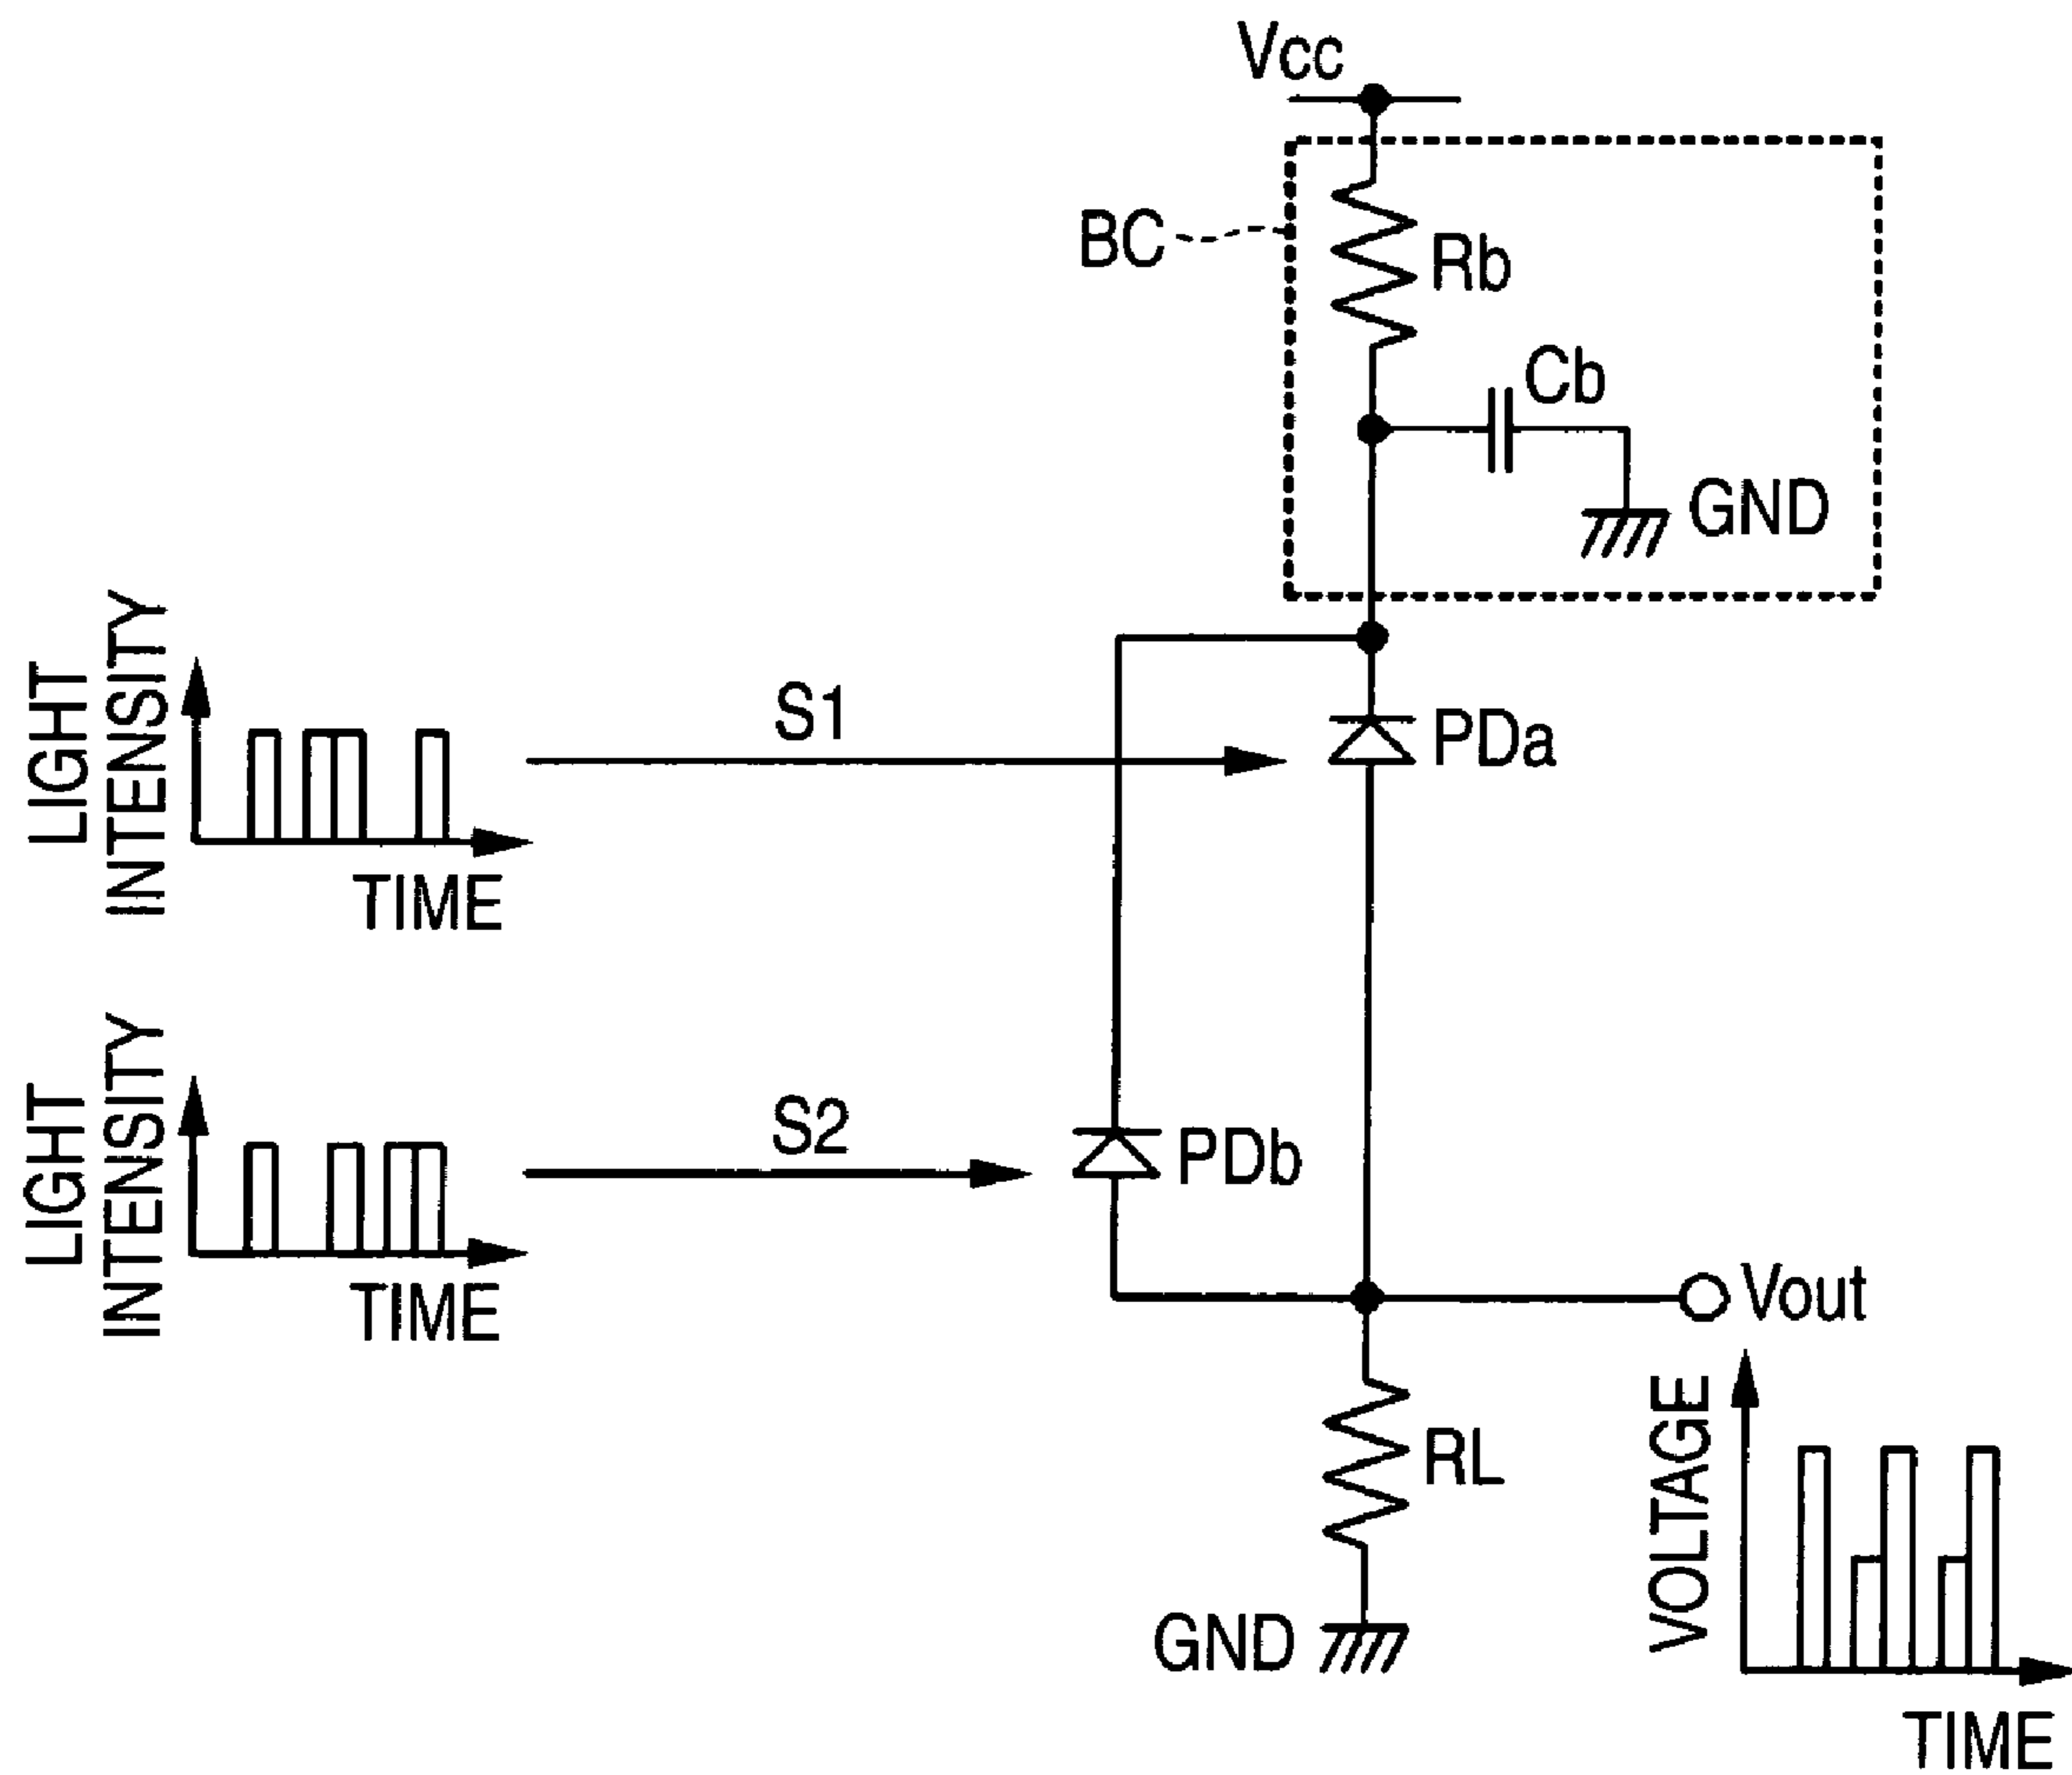 Vcc
BC
Rb
Cb
GND
LIGHT
INTENSITY
S1
PDa
TIME
LIGHT
INTENSITY
S2
PDb
TIME
Vout
VOLTAGE
RL
GND
TIME